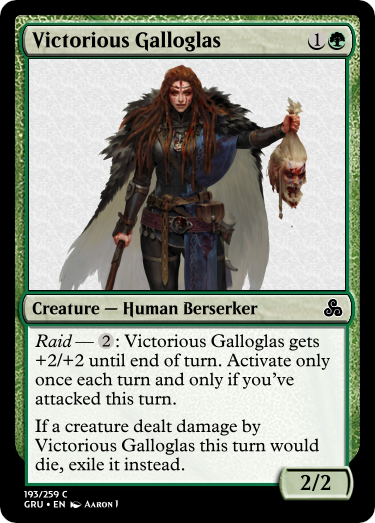 Victorious Galloglas 1
Creature — Human Berserker
Raid — 2: Victorious Galloglas gets
+2/+2 until end of turn. Activate only
once each turn and only if you've
attacked this turn.
If a creature dealt damage by
Victorious Galloglas this turn would
die, exile it instead.
2/2
193/259 C
GRU • EN AARON J